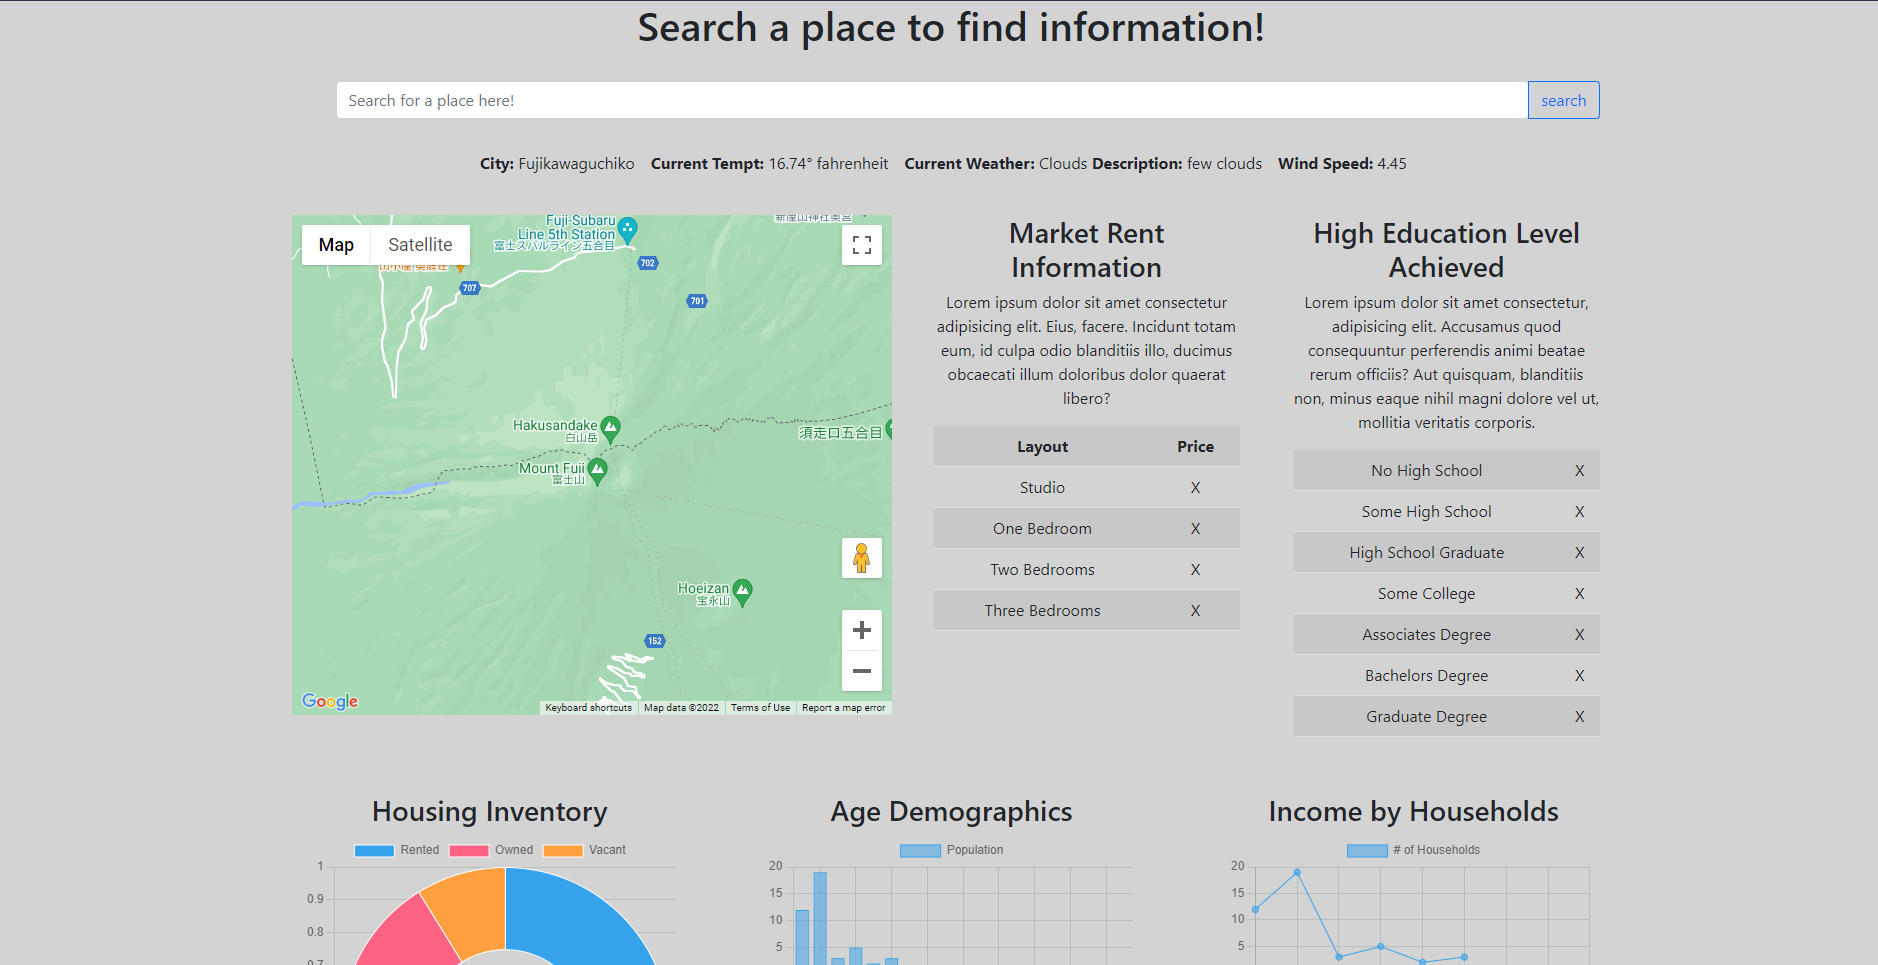 Search a place to find information!
Search for a place here!
search
City: Fujikawaguchiko Current Tempt: 16.74° fahrenheit Current Weather: Clouds Description: few clouds Wind Speed: 4.45
Map
Satellite
Fuji-Subaru
Line 5th Station
富士スバルライン五合目
702
707
701
Hakusandake
白山岳
須走口五合目
Mount Fuji
富士山
Hoeizan
宝永山
152
Google
Keyboard shortcuts
Map data ©2022
Terms of Use
Report a map error
Market Rent
Information
Lorem ipsum dolor sit amet consectetur
adipisicing elit. Eius, facere. Incidunt totam
eum, id culpa odio blanditiis illo, ducimus
obcaecati illum doloribus dolor quaerat
libero?
Layout Price
Studio X
One Bedroom X
Two Bedrooms X
Three Bedrooms X
High Education Level
Achieved
Lorem ipsum dolor sit amet consectetur,
adipisicing elit. Accusamus quod
consequuntur perferendis animi beatae
rerum officiis? Aut quisquam, blanditiis
non, minus eaque nihil magni dolore vel ut,
mollitia veritatis corporis.
No High School X
Some High School X
High School Graduate X
Some College X
Associates Degree X
Bachelors Degree X
Graduate Degree X
Housing Inventory
Rented Owned Vacant
1
0.9
0.8
0.7
Age Demographics
Population
20
15
10
5
Income by Households
# of Households
20
15
10
5